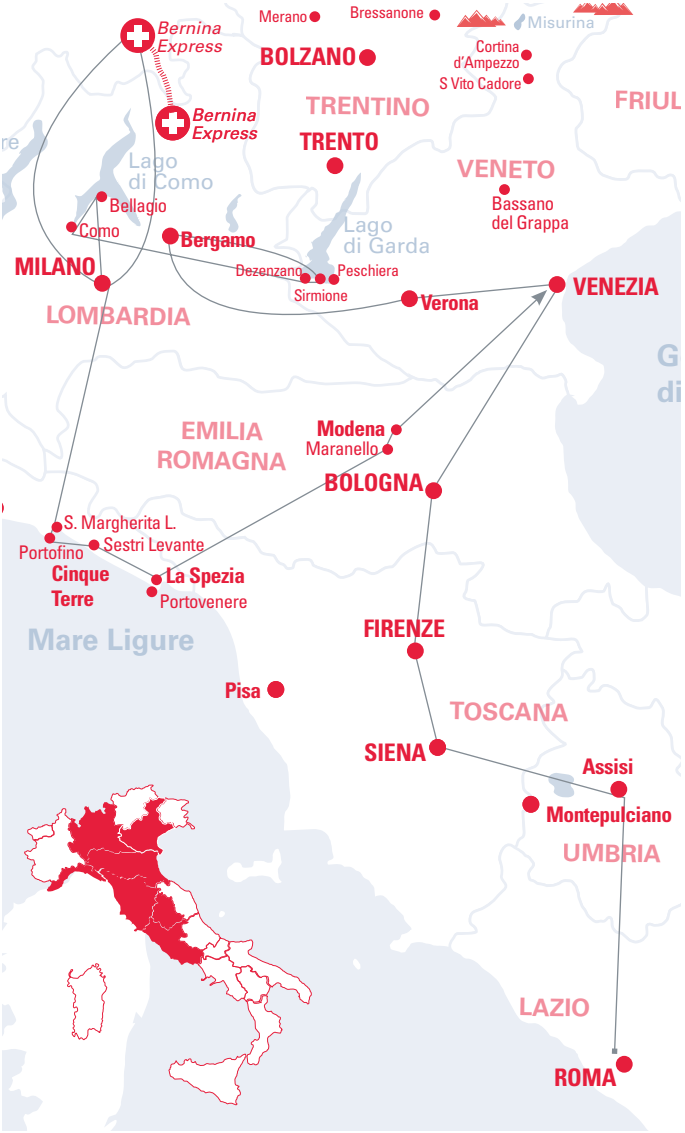 Merano
Bressanone
Misurina
Bernina
Express
BOLZANO
Cortina
d'Ampezzo
S Vito Cadore
TRENTINO
FRIUL
Bernina
Express
TRENTO
re
Lago
di Como
VENETO
Bellagio
Bassano
del Grappa
Como
Bergamo
Lago
di Garda
MILANO
Dezenzano
Peschiera
Sirmione
Verona
VENEZIA
LOMBARDIA
G
di
EMILIA
ROMAGNA
Modena
Maranello
BOLOGNA
S. Margherita L.
Portofino
Sestri Levante
Cinque
Terre
La Spezia
Portovenere
Mare Ligure
FIRENZE
Pisa
TOSCANA
SIENA
Assisi
Montepulciano
UMBRIA
LAZIO
ROMA